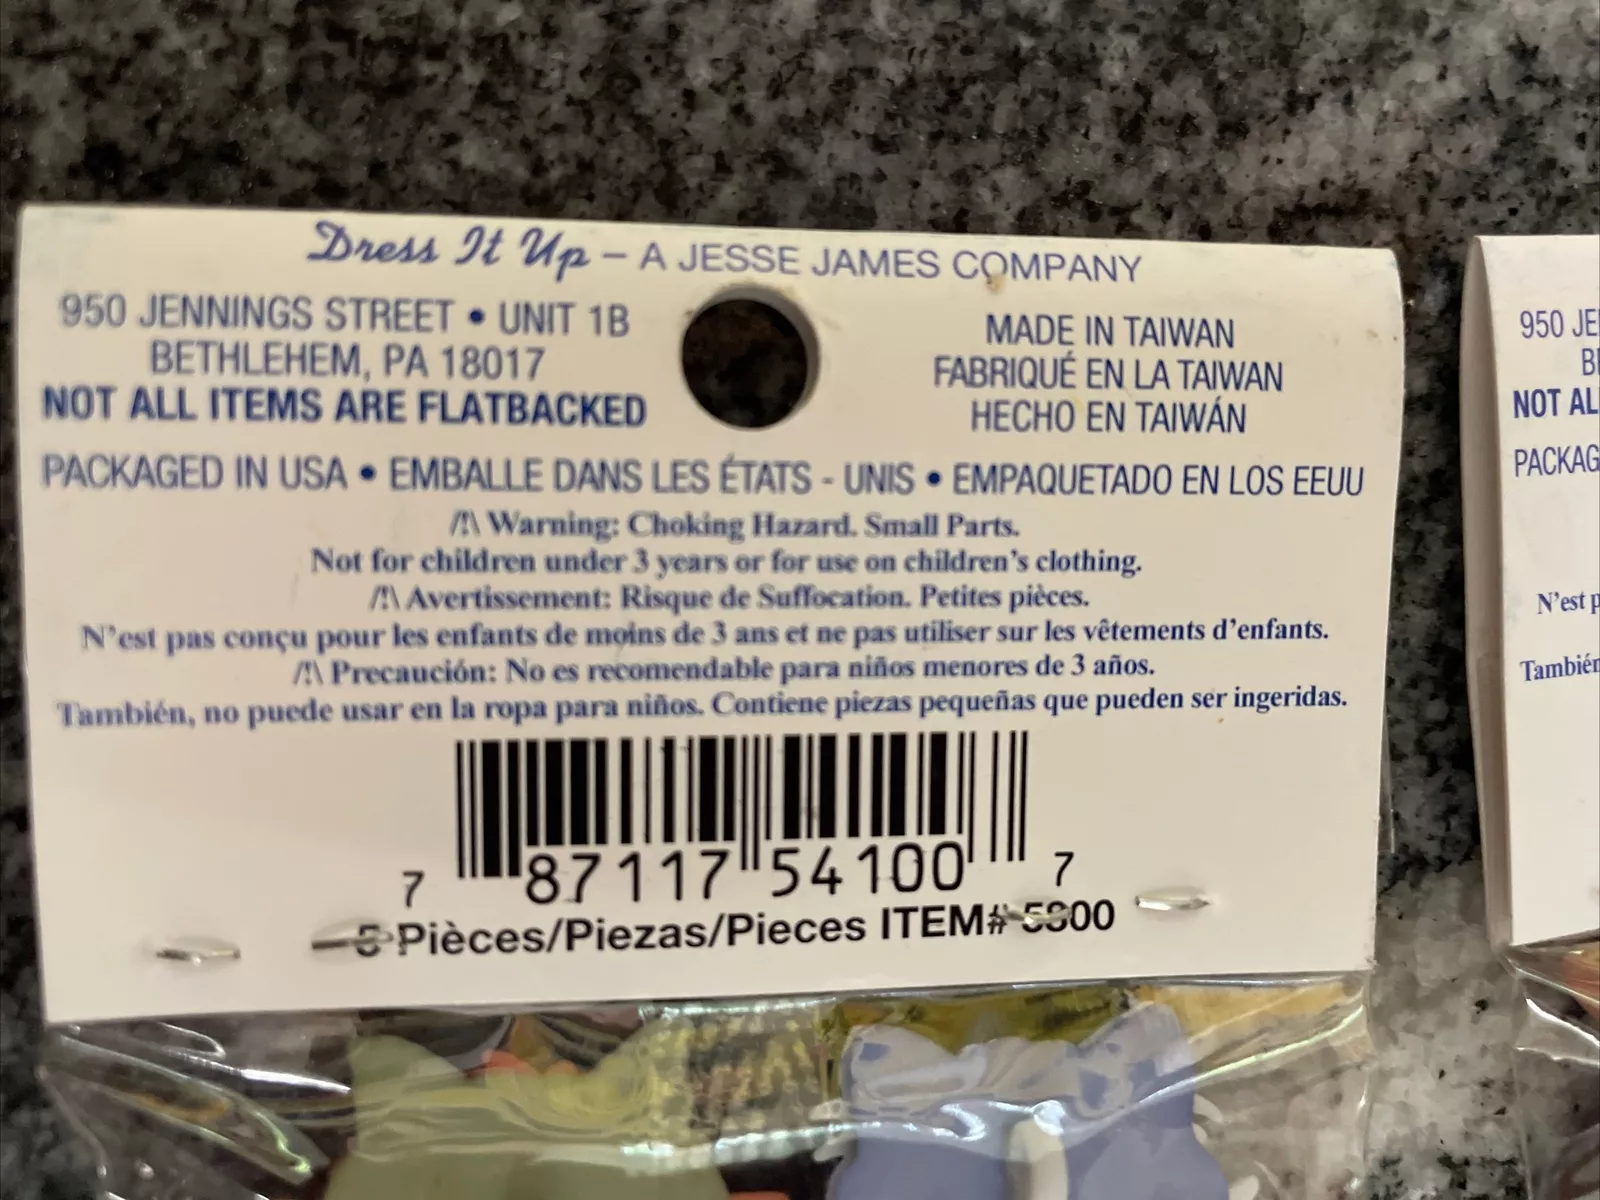 Dress It Up – A JESSE JAMES COMPANY
950 JENNINGS STREET • UNIT 1B
BETHLEHEM, PA 18017
NOT ALL ITEMS ARE FLATBACKED
MADE IN TAIWAN
FABRIQUÉ EN LA TAIWAN
HECHO EN TAIWÁN
PACKAGED IN USA • EMBALLE DANS LES ÉTATS - UNIS • EMPAQUETADO EN LOS EEUU
/!\ Warning: Choking Hazard. Small Parts.
Not for children under 3 years or for use on children's clothing.
/!\ Avertissement: Risque de Suffocation. Petites pièces.
N'est pas conçu pour les enfants de moins de 3 ans et ne pas utiliser sur les vêtements d'enfants.
/!\ Precaución: No es recomendable para niños menores de 3 años.
También, no puede usar en la ropa para niños. Contiene piezas pequeñas que pueden ser ingeridas.
7 87117 54100 7
5 Pièces/Piezas/Pieces ITEM#
950
NOT
N'est